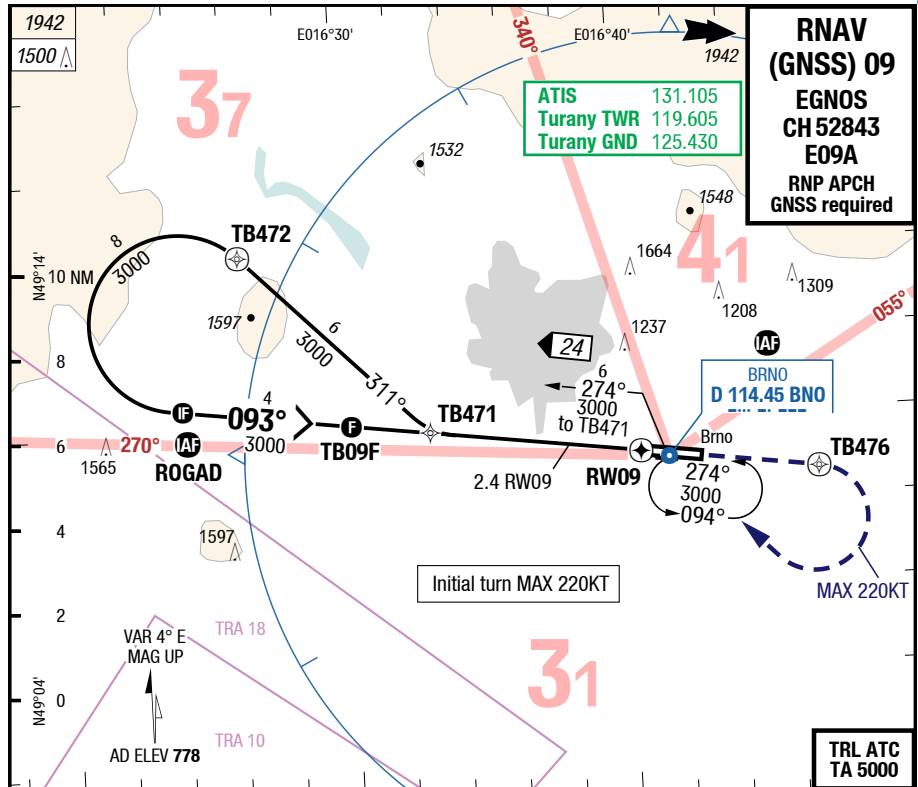 1942
1500
E016°30'
E016°40'
340°
1942
RNAV
(GNSS) 09
EGNOS
CH 52843
E09A
RNP APCH
GNSS required
ATIS 131.105
Turany TWR 119.605
Turany GND 125.430
37
1532
1548
41
1664
1208
1309
1237
055°
TB472
8
3000
N49°14'
10 NM
1597
6
3000
311°
24
IAF
BRNO
D 114.45 BNO
8
6
274°
3000
to TB471
IF
4
093°
3000
F
TB09F
TB471
Brno
TB476
6
1565
270°
IAF
ROGAD
2.4 RW09
RW09
274°
3000
094°
4
1597
Initial turn MAX 220KT
MAX 220KT
2
TRA 18
VAR 4° E
MAG UP
31
N49°04'
0
TRA 10
AD ELEV 778
TRL ATC
TA 5000